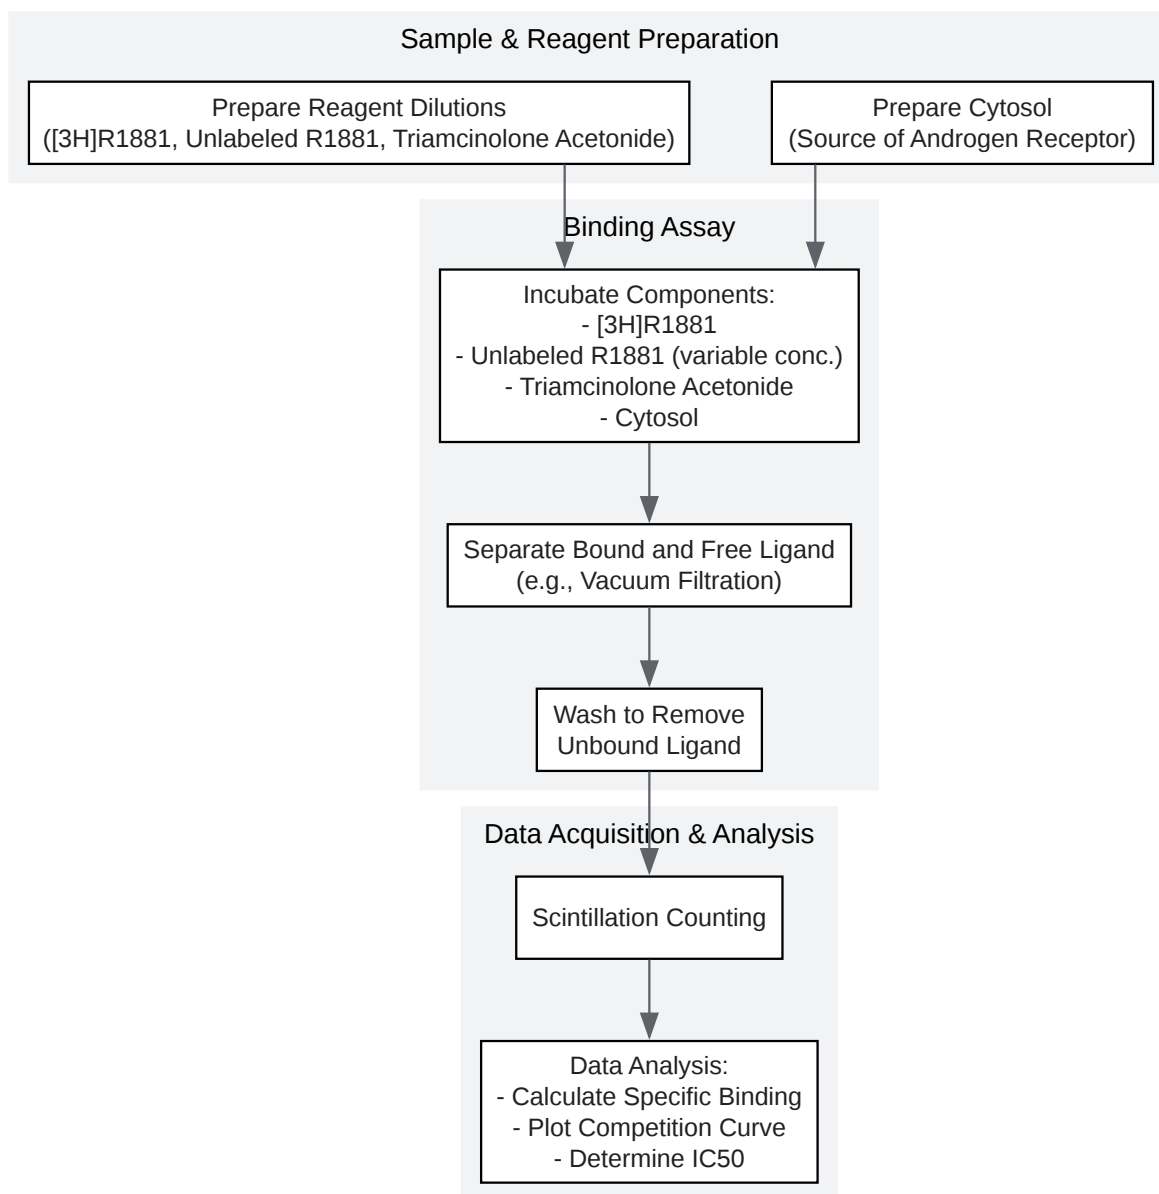 Sample & Reagent Preparation
Prepare Reagent Dilutions
([3H]R1881, Unlabeled R1881, Triamcinolone Acetonide)
Prepare Cytosol
(Source of Androgen Receptor)
Binding Assay
Incubate Components:
- [3H]R1881
- Unlabeled R1881 (variable conc.)
- Triamcinolone Acetonide
- Cytosol
Separate Bound and Free Ligand
(e.g., Vacuum Filtration)
Wash to Remove
Unbound Ligand
Data Acquisition & Analysis
Scintillation Counting
Data Analysis:
- Calculate Specific Binding
- Plot Competition Curve
- Determine IC50